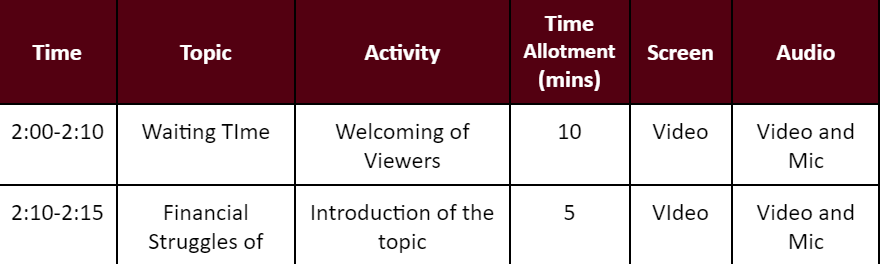 Time Topic Activity Time Allotment (mins) Screen Audio
2:00-2:10 Waiting TIme Welcoming of Viewers 10 Video Video and Mic
2:10-2:15 Financial Struggles of Introduction of the topic 5 VIdeo Video and Mic